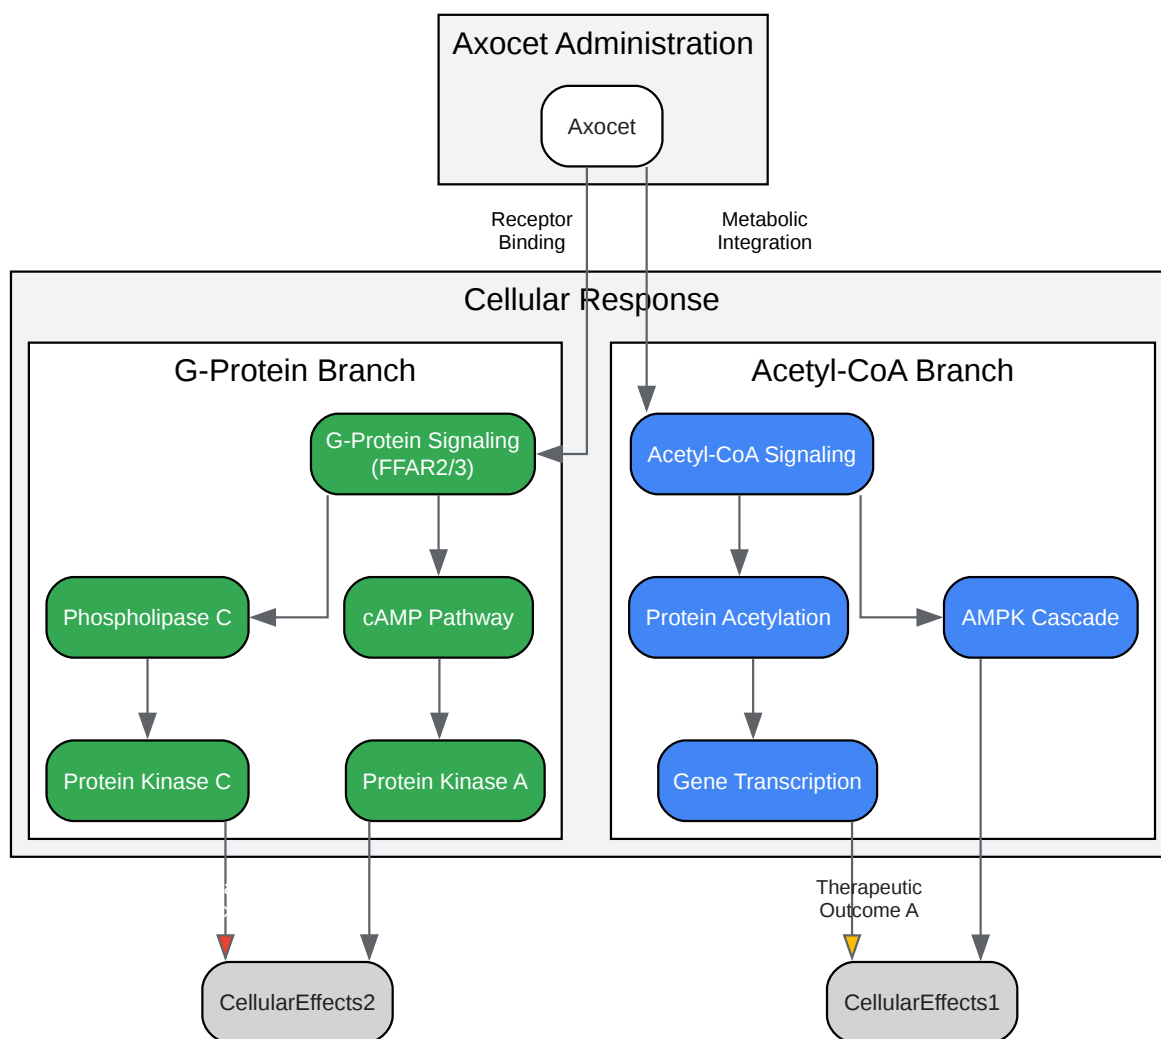 Axocet Administration
Axocet
Receptor
Binding
Metabolic
Integration
Cellular Response
G-Protein Branch
Acetyl-CoA Branch
G-Protein Signaling
(FFAR2/3)
Acetyl-CoA Signaling
Phospholipase C
cAMP Pathway
Protein Acetylation
AMPK Cascade
Protein Kinase C
Protein Kinase A
Gene Transcription
Therapeutic
Outcome A
CellularEffects2
CellularEffects1